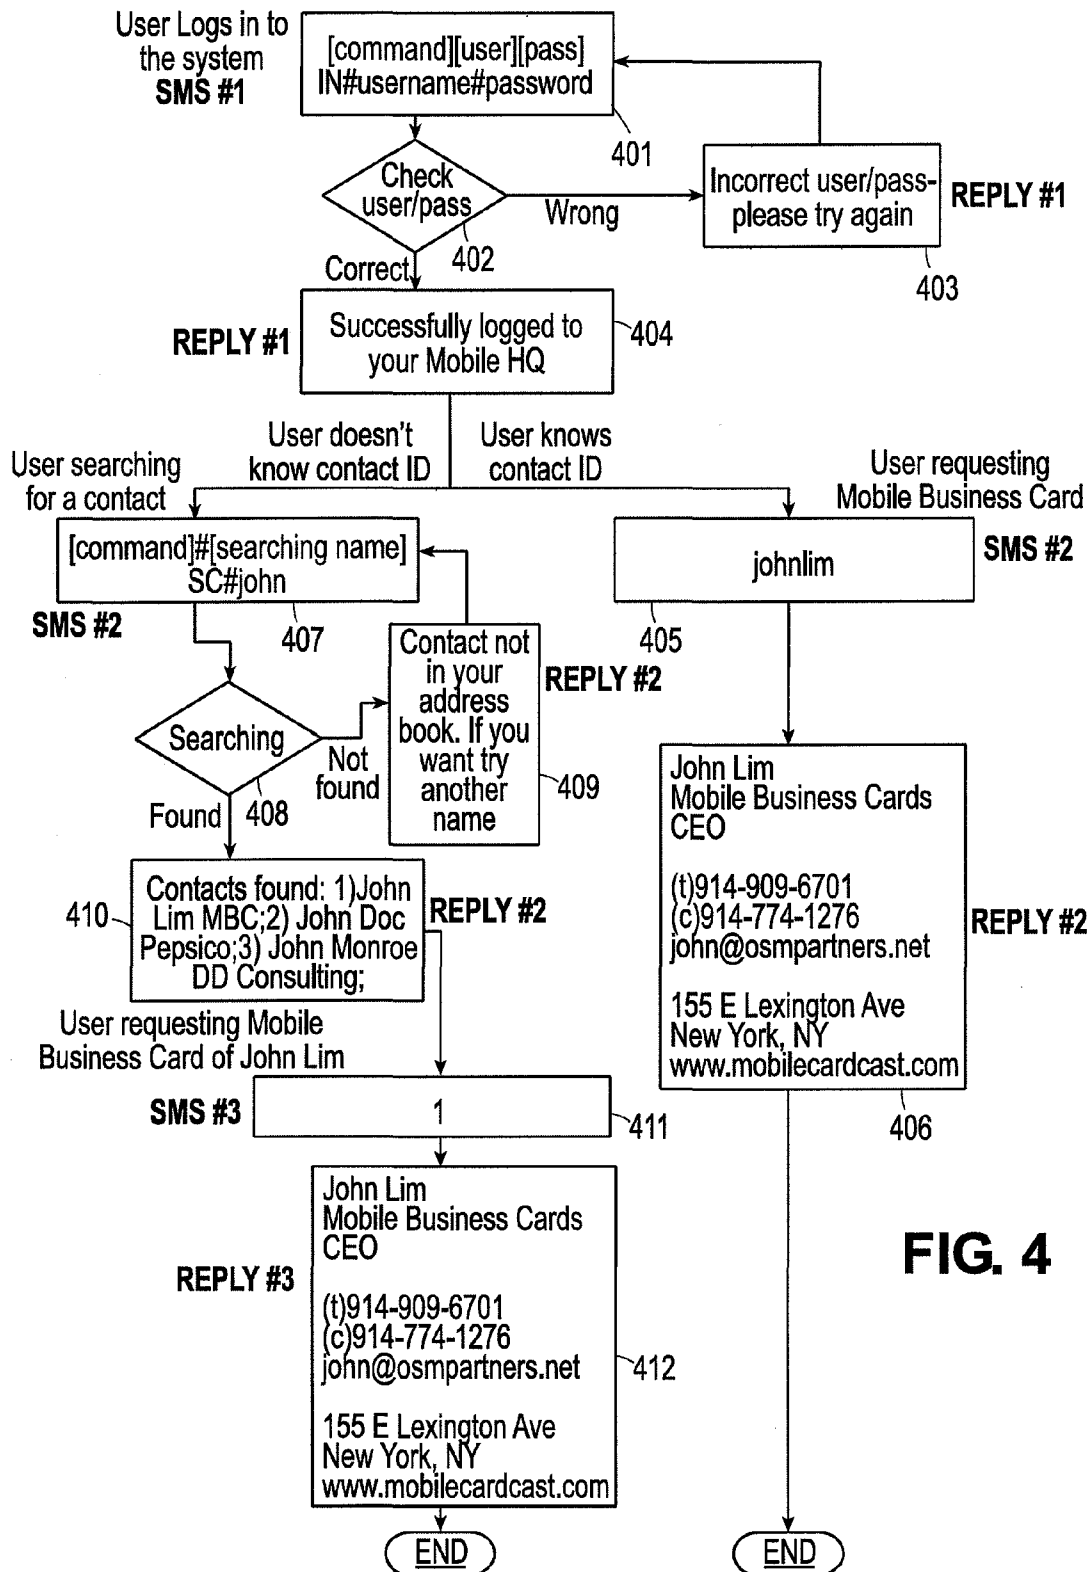 User Logs in to
the system
SMS #1
[command][user][pass]
IN#username#password
401
Check
user/pass
402
Wrong
Incorrect user/pass-
please try again
REPLY #1
403
Correct
REPLY #1
Successfully logged to
your Mobile HQ
404
User doesn't
know contact ID
User knows
contact ID
User searching
for a contact
[command]#[searching name]
SC#john
SMS #2
407
User requesting
Mobile Business Card
johnlim
SMS #2
405
Searching
408
Not
found
Contact not
in your
address
book. If you
want try
another
name
REPLY #2
409
Found
410
Contacts found: 1)John
Lim MBC;2) John Doc
Pepsico;3) John Monroe
DD Consulting;
REPLY #2
John Lim
Mobile Business Cards
CEO
(t)914-909-6701
(c)914-774-1276
john@osmpartners.net
155 E Lexington Ave
New York, NY
www.mobilecardcast.com
REPLY #2
406
User requesting Mobile
Business Card of John Lim
SMS #3
1
411
REPLY #3
John Lim
Mobile Business Cards
CEO
(t)914-909-6701
(c)914-774-1276
john@osmpartners.net
155 E Lexington Ave
New York, NY
www.mobilecardcast.com
412
FIG. 4
END
END